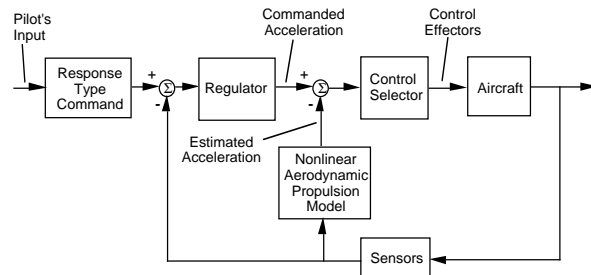 Pilot's
Input
Response
Type
Command
+
Σ
-
Regulator
Commanded
Acceleration
+
Σ
-
Control
Selector
Control
Effectors
Aircraft
Estimated
Acceleration
Nonlinear
Aerodynamic
Propulsion
Model
Sensors